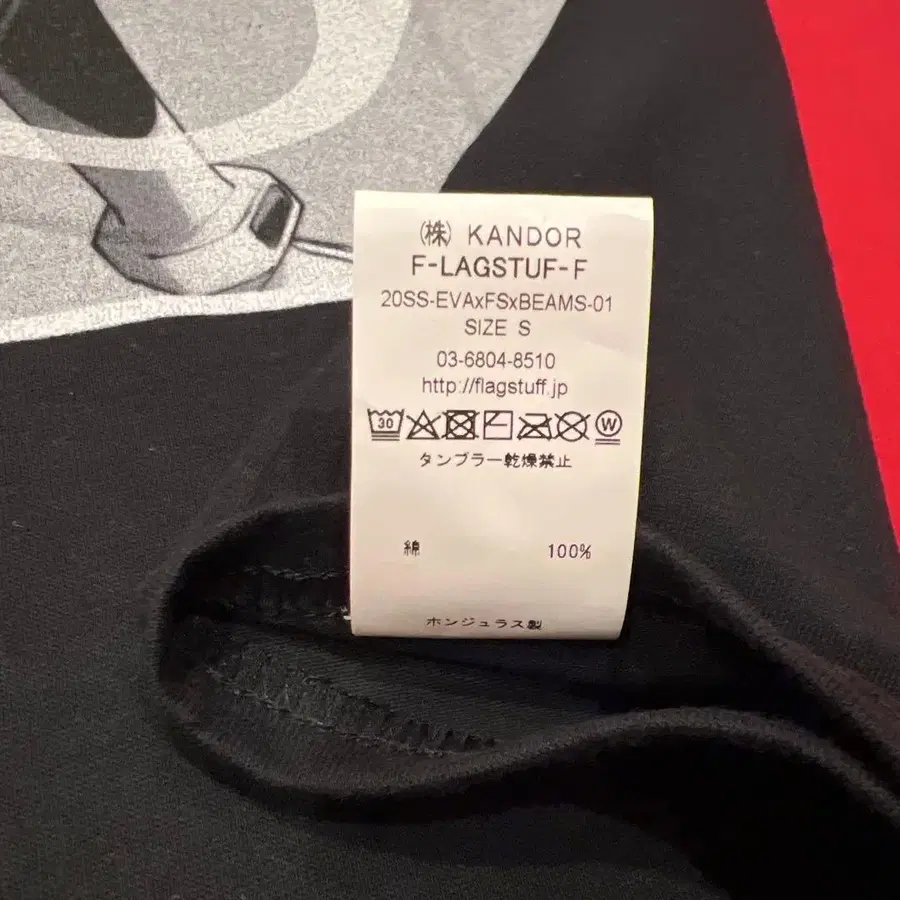 (株) KANDOR
F-LAGSTUF-F
20SS-EVAxFSxBEAMS-01
SIZE S
03-6804-8510
http://flagstuff.jp
30 W
タンブラー乾燥禁止
綿 100%
ホンジュラス製